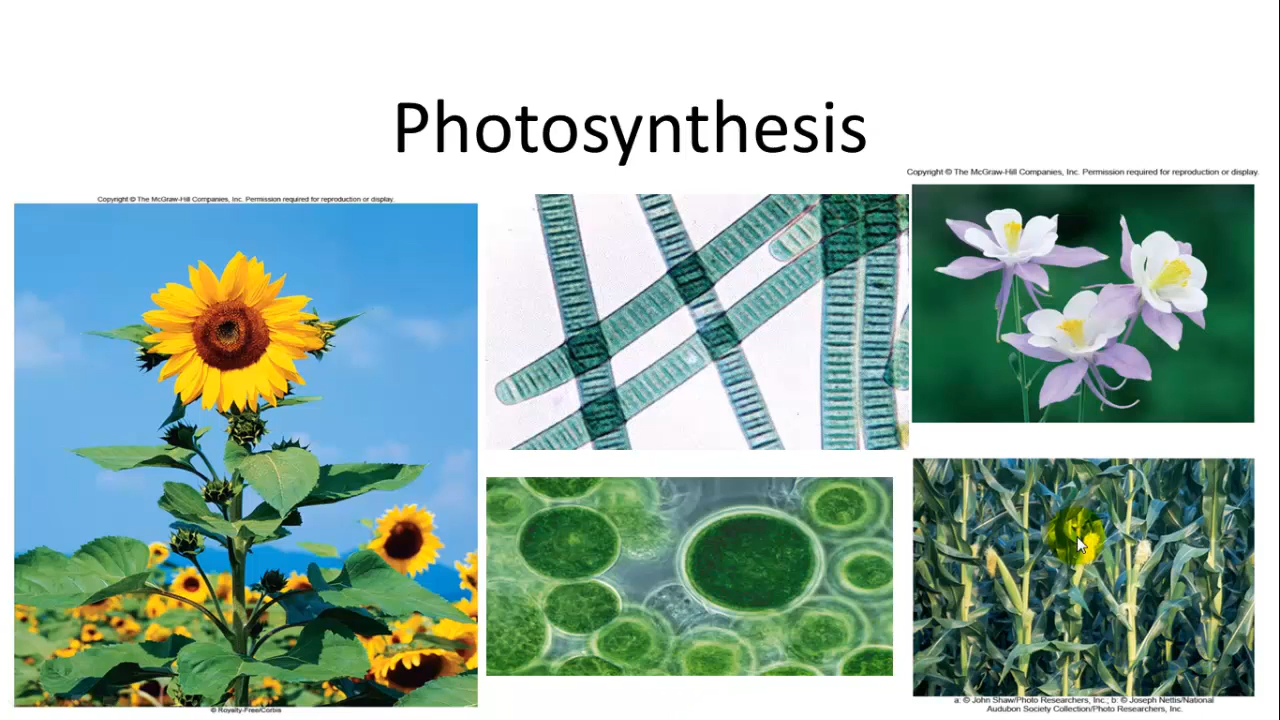 Photosynthesis
Copyright © The McGraw-Hill Companies, Inc. Permission required for reproduction or display.
Copyright © The McGraw-Hill Companies, Inc. Permission required for reproduction or display.
© Royalty-Free/Corbis
a: © John Shaw/Photo Researchers, Inc.; b: © Joseph Nettis/National
Audubon Society Collection/Photo Researchers, Inc.